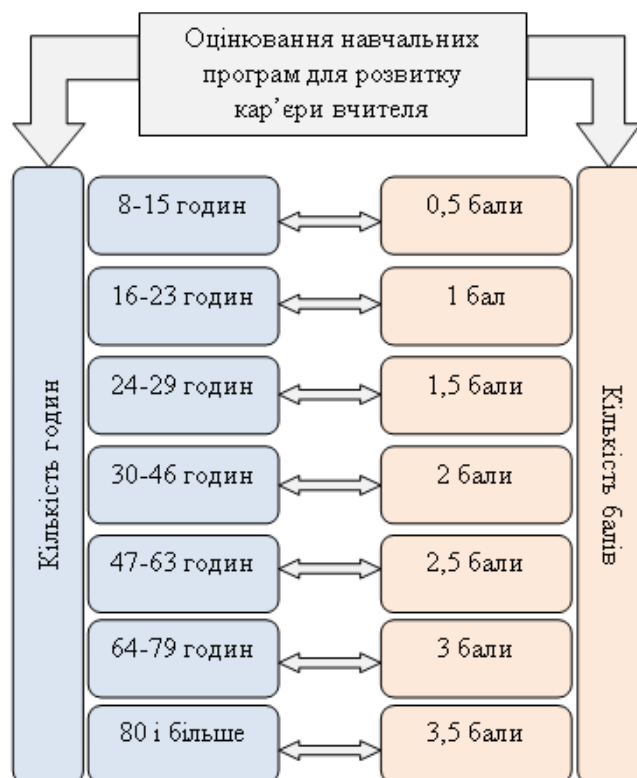 Оцінювання навчальних
програм для розвитку
кар’єри вчителя
Кількість годин
8-15 годин
0,5 бали
16-23 годин
1 бал
24-29 годин
1,5 бали
30-46 годин
2 бали
47-63 годин
2,5 бали
64-79 годин
3 бали
80 і більше
3,5 бали
Кількість балів